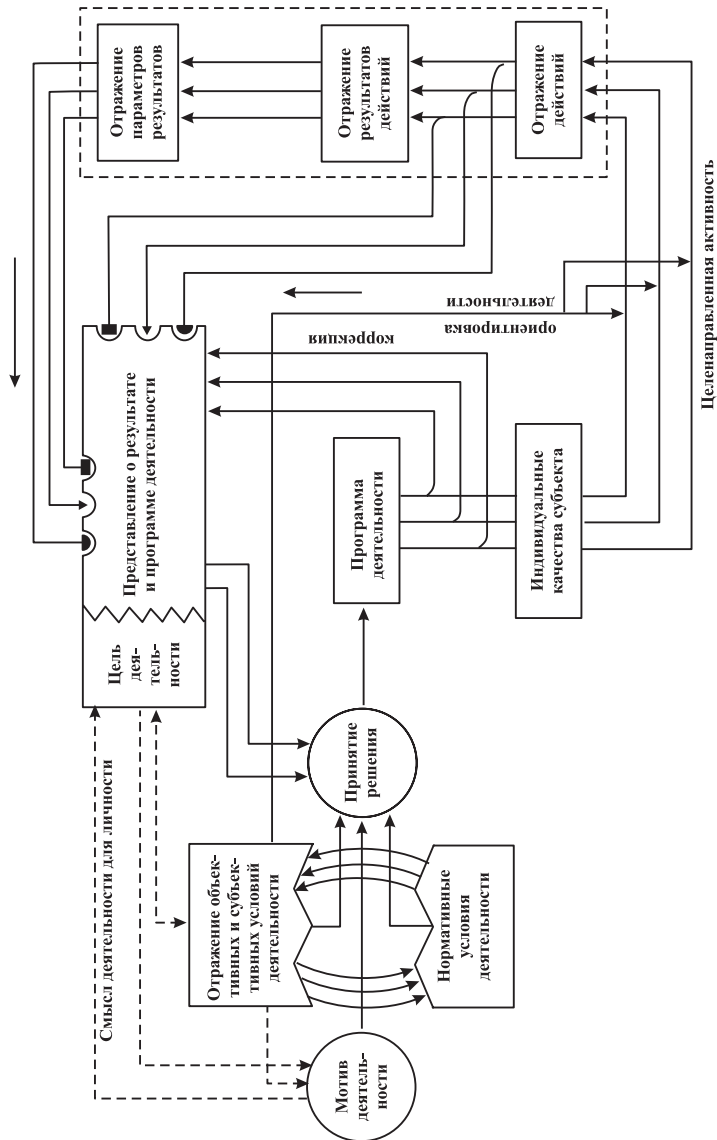 Смысл деятельности для личности
Цель
дея-
тель-
ности
Представление о результате
и программе деятельности
Отражение
параметров
результатов
Отражение
результатов
действий
Отражение
действий
Мотив
деятель-
ности
Отражение объек-
тивных и субъек-
тивных условий
деятельности
Нормативные
условия
деятельности
Принятие
решения
Программа
деятельности
Индивидуальные
качества субъекта
коррекция
ориентировка
деятельности
Целенаправленная активность